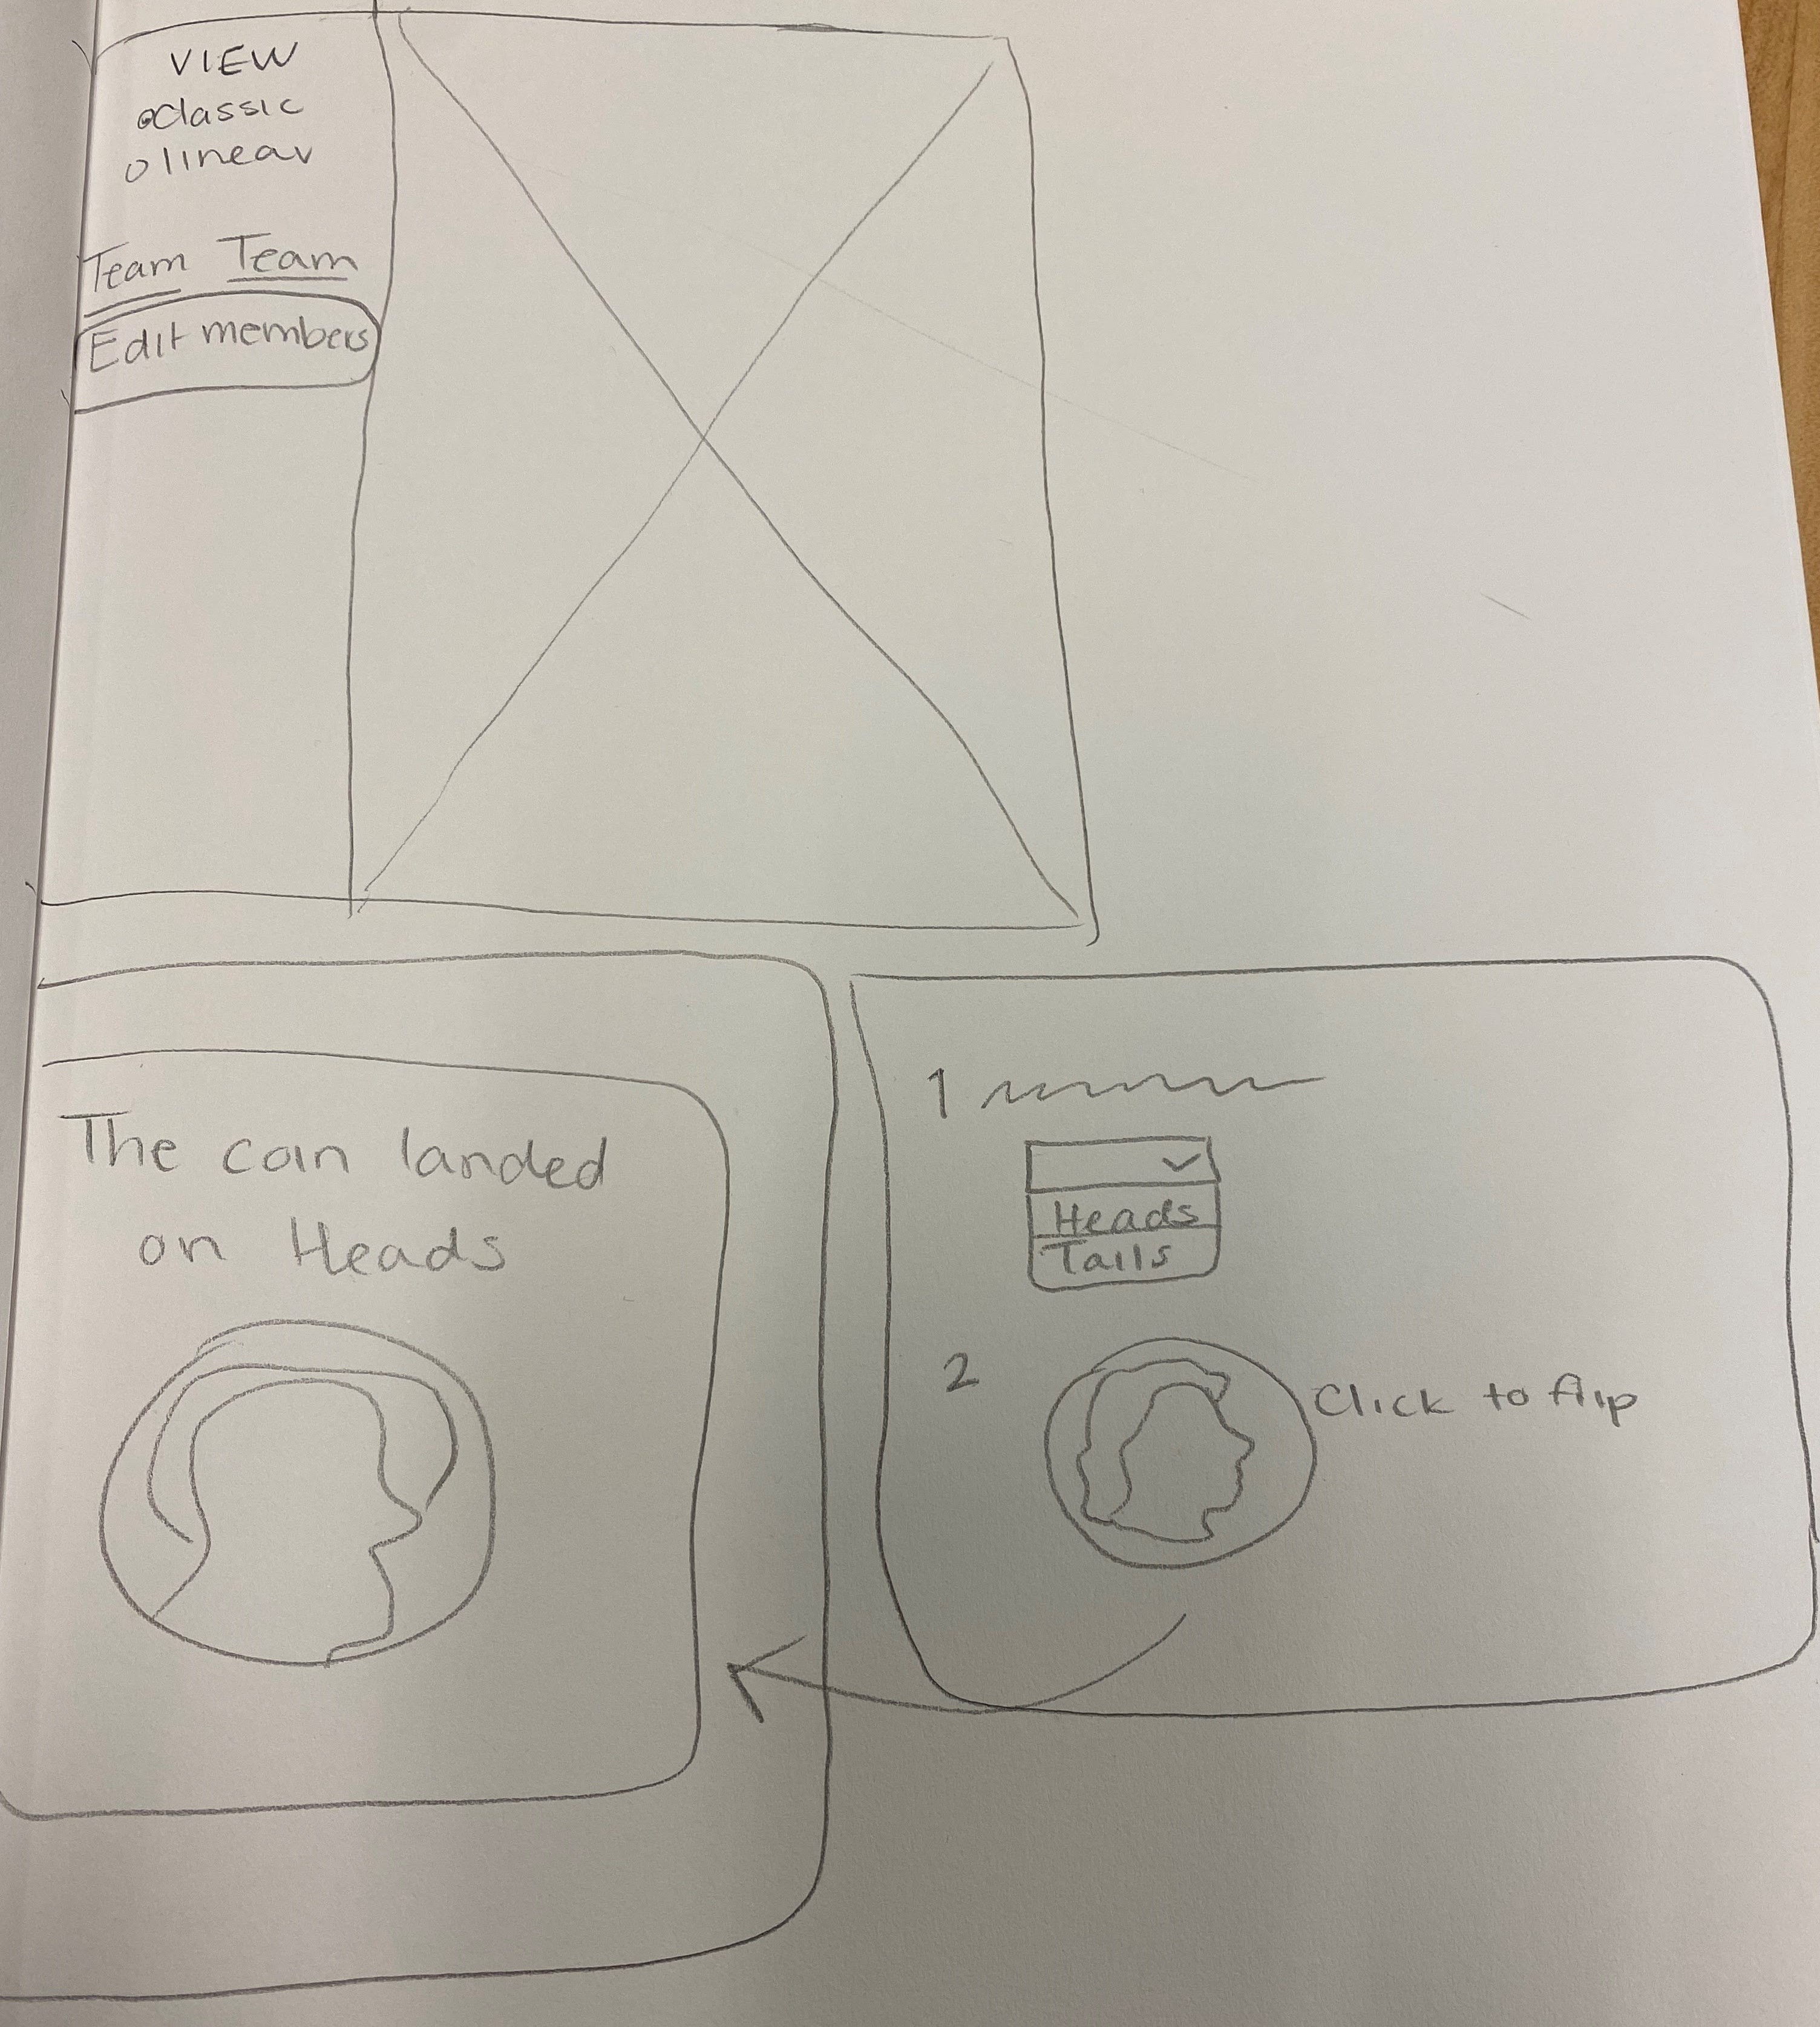 VIEW
classic
linear
Team Team
Edit members
The coin landed
on Heads
1
Heads
Tails
2
Click to flip